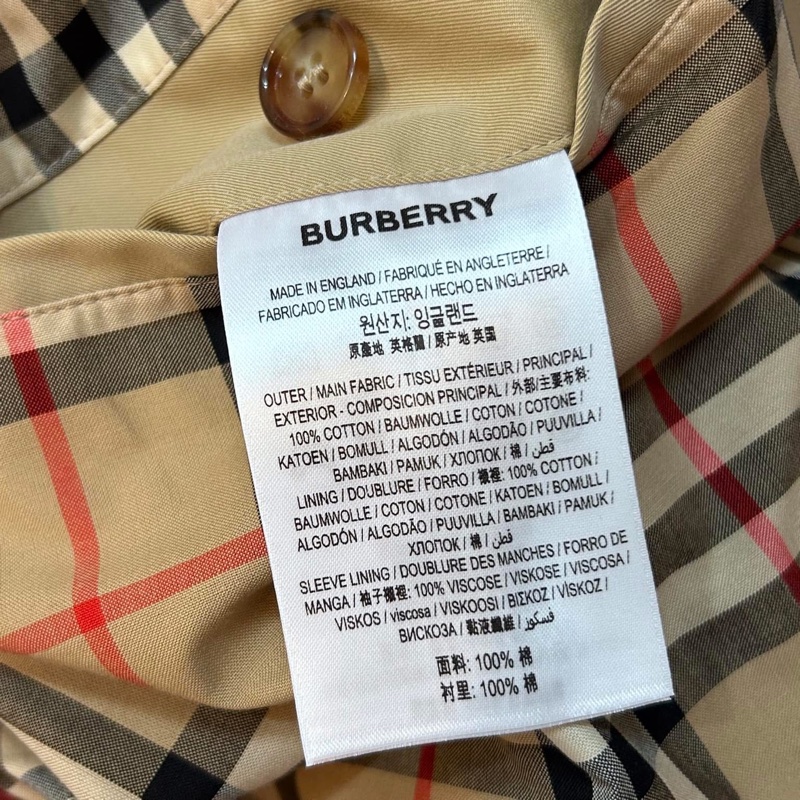 BURBERRY
MADE IN ENGLAND / FABRIQUÉ EN ANGLETERRE /
FABRICADO EM INGLATERRA / HECHO EN INGLATERRA
원산지: 잉글랜드
原產地 英格蘭 / 原产地 英国
OUTER / MAIN FABRIC / TISSU EXTÉRIEUR / PRINCIPAL /
EXTERIOR - COMPOSICION PRINCIPAL / 外部/主要布料:
100% COTTON / BAUMWOLLE / COTON / COTONE /
KATOEN / BOMULL / ALGODÓN / ALGODÃO / PUUVILLA /
BAMBAKI / PAMUK / ХЛОПОК / 棉 / قطن
LINING / DOUBLURE / FORRO / 襯裡: 100% COTTON /
BAUMWOLLE / COTON / COTONE / KATOEN / BOMULL /
ALGODÓN / ALGODÃO / PUUVILLA / BAMBAKI / PAMUK /
ХЛОПОК / 棉 / قطن
SLEEVE LINING / DOUBLURE DES MANCHES / FORRO DE
MANGA / 袖子襯裡: 100% VISCOSE / VISKOSE / VISCOSA /
VISKOS / viscosa / VISKOOSI / ΒΙΣΚΟΖ / VİSKOZ /
ВИСКОЗА / 黏液纖維 / فسكوز
面料: 100% 棉
衬里: 100% 棉